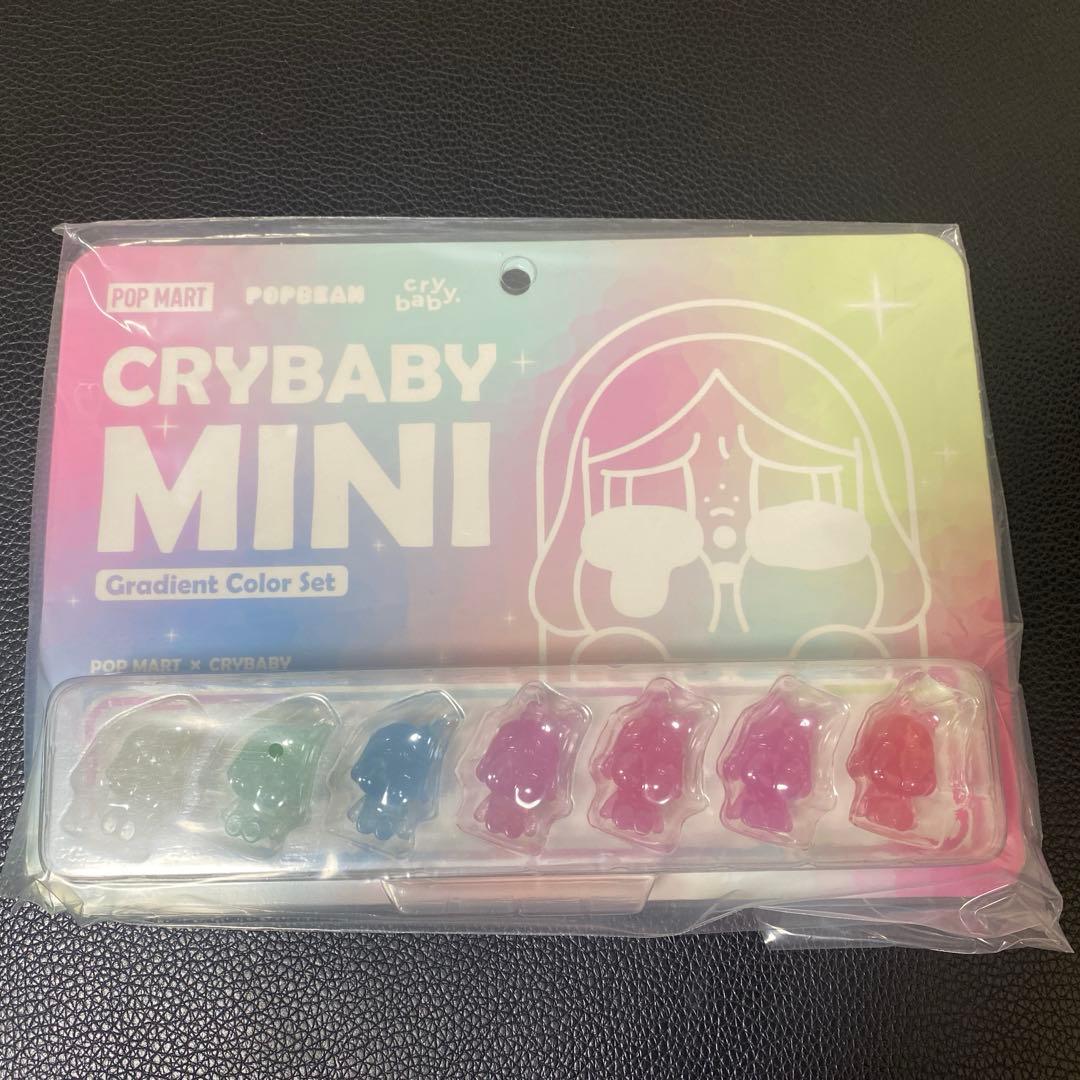 POP MART POPBEAN cry baby.
CRYBABY
MINI
Gradient Color Set
POP MART × CRYBABY